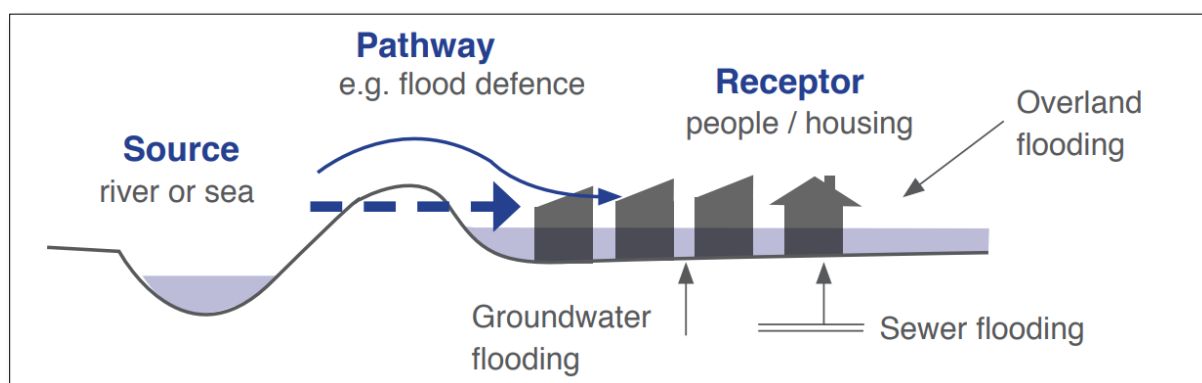 Pathway
e.g. flood defence
Receptor
people / housing
Source
river or sea
Overland
flooding
Groundwater
flooding
Sewer flooding